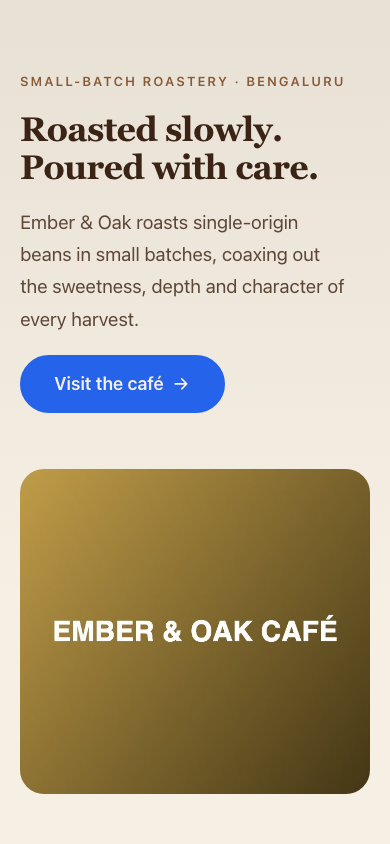 SMALL-BATCH ROASTERY · BENGALURU
Roasted slowly.
Poured with care.
Ember & Oak roasts single-origin
beans in small batches, coaxing out
the sweetness, depth and character of
every harvest.
Visit the café →
EMBER & OAK CAFÉ